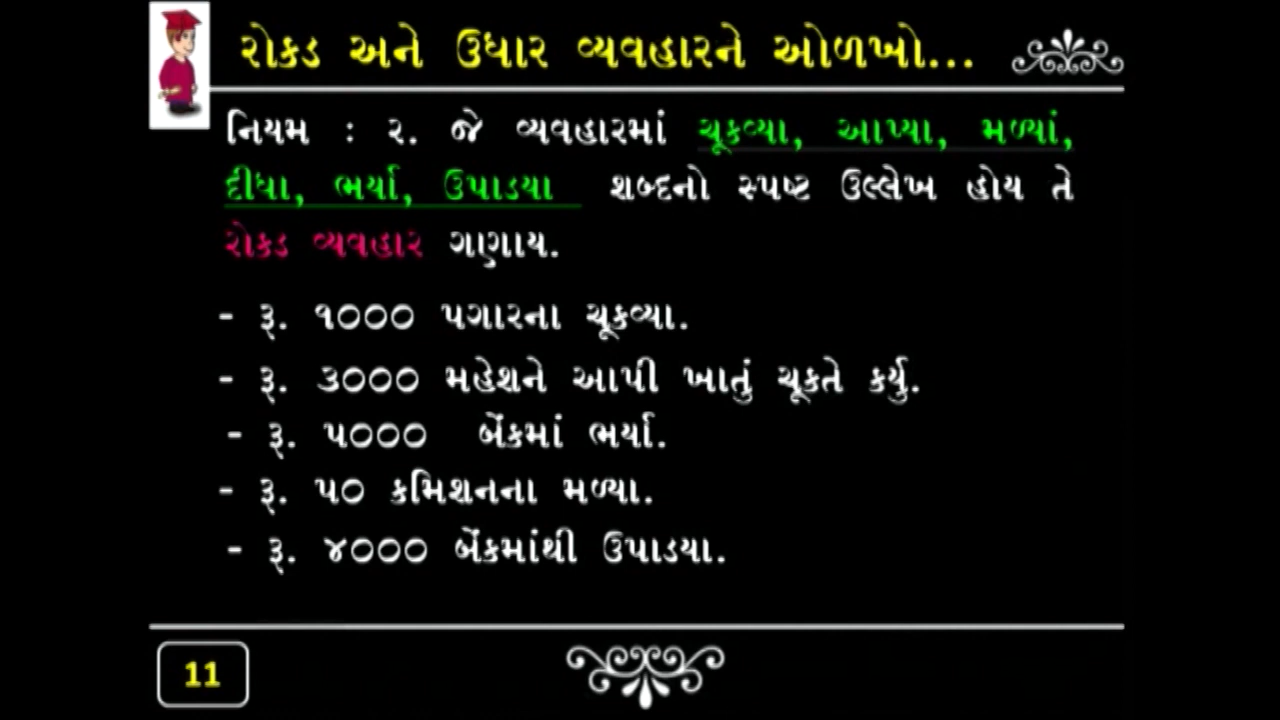 રોકડ અને ઉધાર વ્યવહારને ઓળખો...
નિયમ : ૨. જે વ્યવહારમાં ચૂકવ્યા, આપ્યા, મળ્યાં,
દીધા, ભર્યા, ઉપાડયા શબ્દનો સ્પષ્ટ ઉલ્લેખ હોય તે
રોકડ વ્યવહાર ગણાય.
- રૂ. ૧૦૦૦ પગારના ચૂકવ્યા.
- રૂ. ૩૦૦૦ મહેશને આપી ખાતું ચૂકતે કર્યુ.
- રૂ. ૫૦૦૦ બેંકમાં ભર્યા.
- રૂ. ૫૦ કમિશનના મળ્યા.
- રૂ. ૪૦૦૦ બેંકમાંથી ઉપાડયા.
11